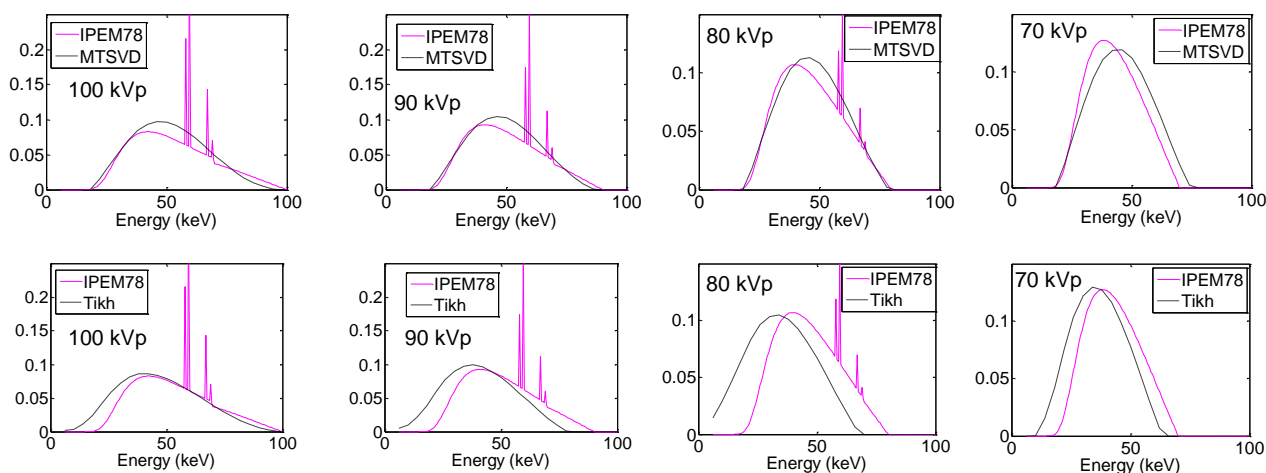 0.2
0.15
0.1
0.05
0
0
50
100
Energy (keV)
IPEM78
MTSVD
100 kVp
0.2
0.15
0.1
0.05
0
0
50
100
Energy (keV)
IPEM78
MTSVD
90 kVp
0.1
0.05
0
0
50
100
Energy (keV)
80 kVp
IPEM78
MTSVD
0.1
0.05
0
0
50
100
Energy (keV)
70 kVp
IPEM78
MTSVD
0.2
0.15
0.1
0.05
0
0
50
100
Energy (keV)
IPEM78
Tikh
100 kVp
0.2
0.15
0.1
0.05
0
0
50
100
Energy (keV)
IPEM78
Tikh
90 kVp
0.1
0.05
0
0
50
100
Energy (keV)
80 kVp
IPEM78
Tikh
0.1
0.05
0
0
50
100
Energy (keV)
70 kVp
IPEM78
Tikh